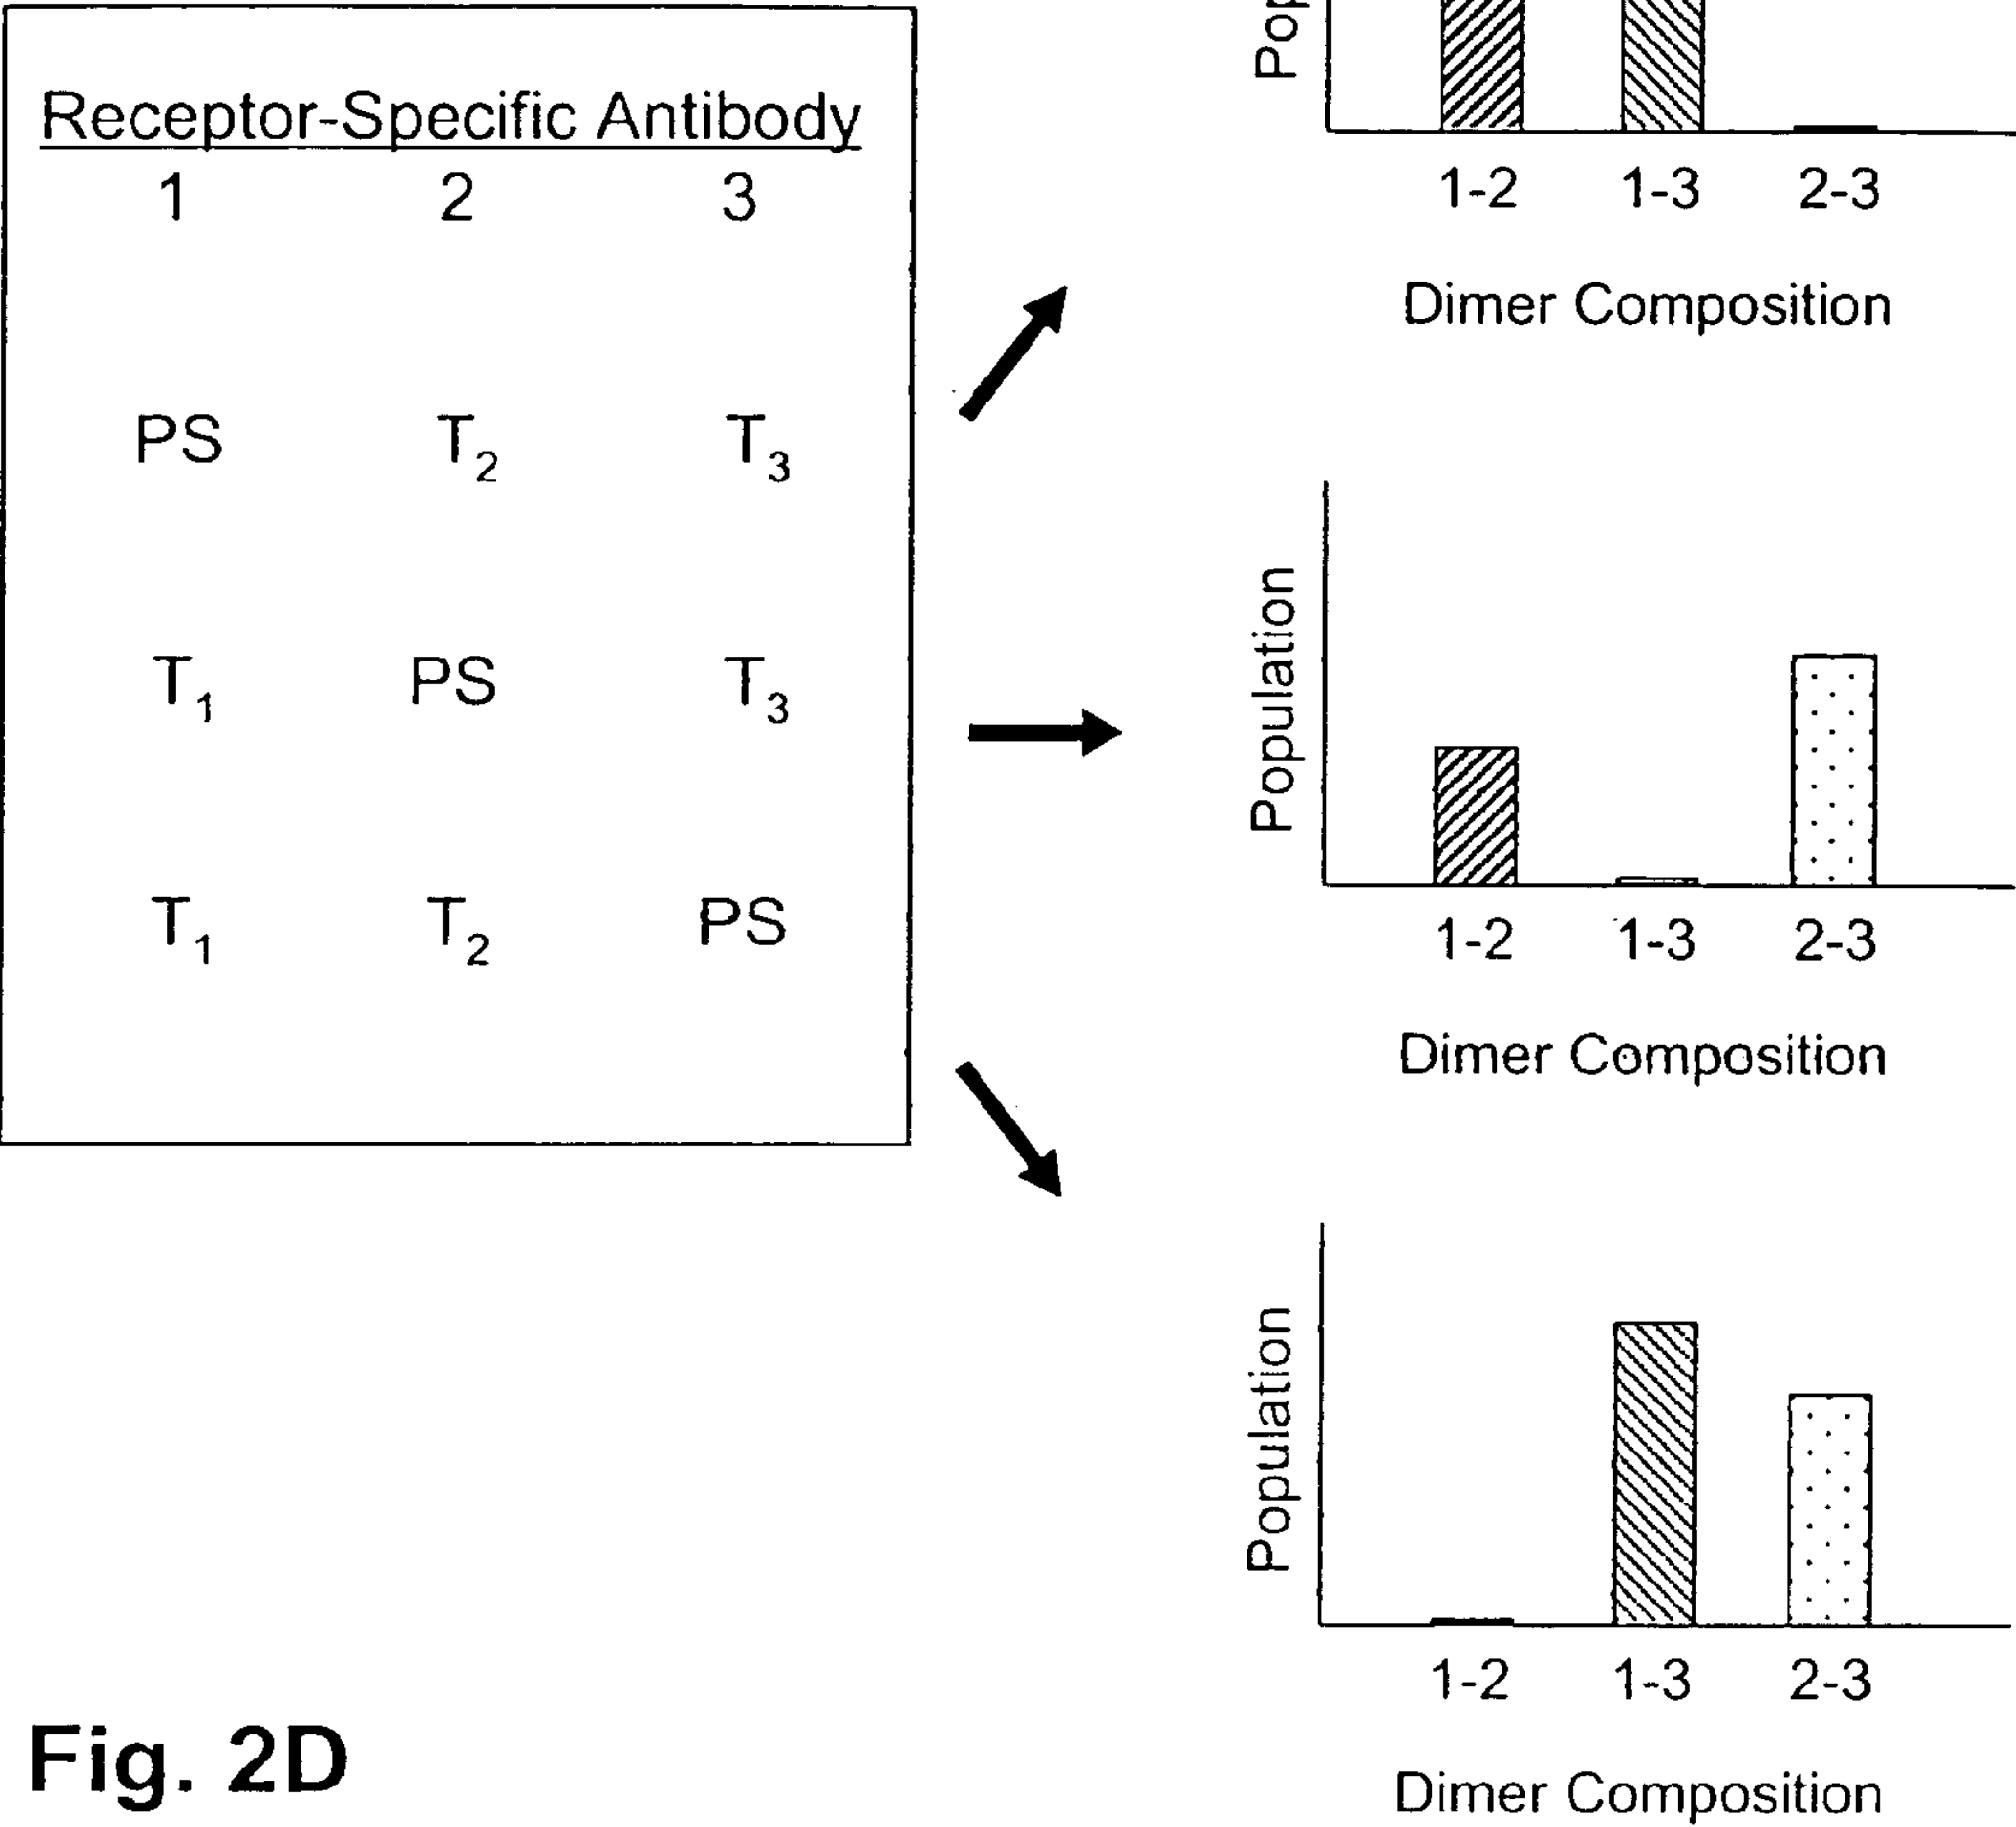 Receptor-Specific Antibody
1 2 3
PS T2 T3
T1 PS T3
T1 T2 PS
1-2 1-3 2-3
Dimer Composition
Population
1-2 1-3 2-3
Dimer Composition
Population
1-2 1-3 2-3
Dimer Composition
Fig. 2D